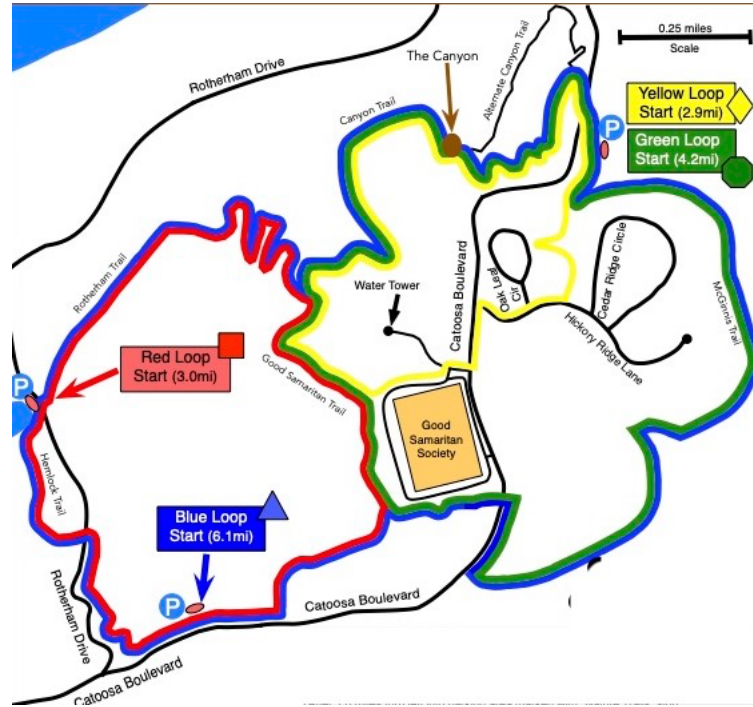 0.25 miles
Scale
Rotherham Drive
The Canyon
Alternate Canyon Trail
Canyon Trail
Yellow Loop
Start (2.9mi)
P
Green Loop
Start (4.2mi)
Rotherham Trail
Water Tower
Catoosa Boulevard
Oak Leaf
Cir
Cedar Ridge Circle
McGinnis Trail
Hickory Ridge Lane
Red Loop
Start (3.0mi)
P
Good Samaritan Trail
Good
Samaritan
Society
Hemlock Trail
Blue Loop
Start (6.1mi)
P
Rotherham Drive
Catoosa Boulevard
Catoosa Boulevard